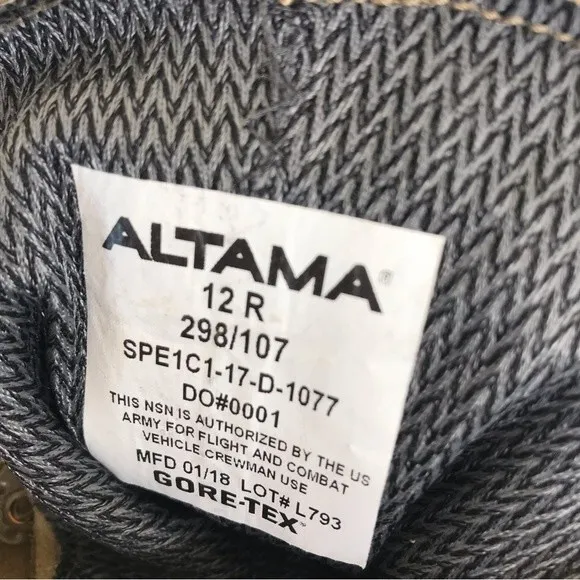 ALTAMA®
12 R
298/107
SPE1C1-17-D-1077
DO#0001
THIS NSN IS AUTHORIZED BY THE US
ARMY FOR FLIGHT AND COMBAT
VEHICLE CREWMAN USE
MFD 01/18 LOT# L793
GORE-TEX™